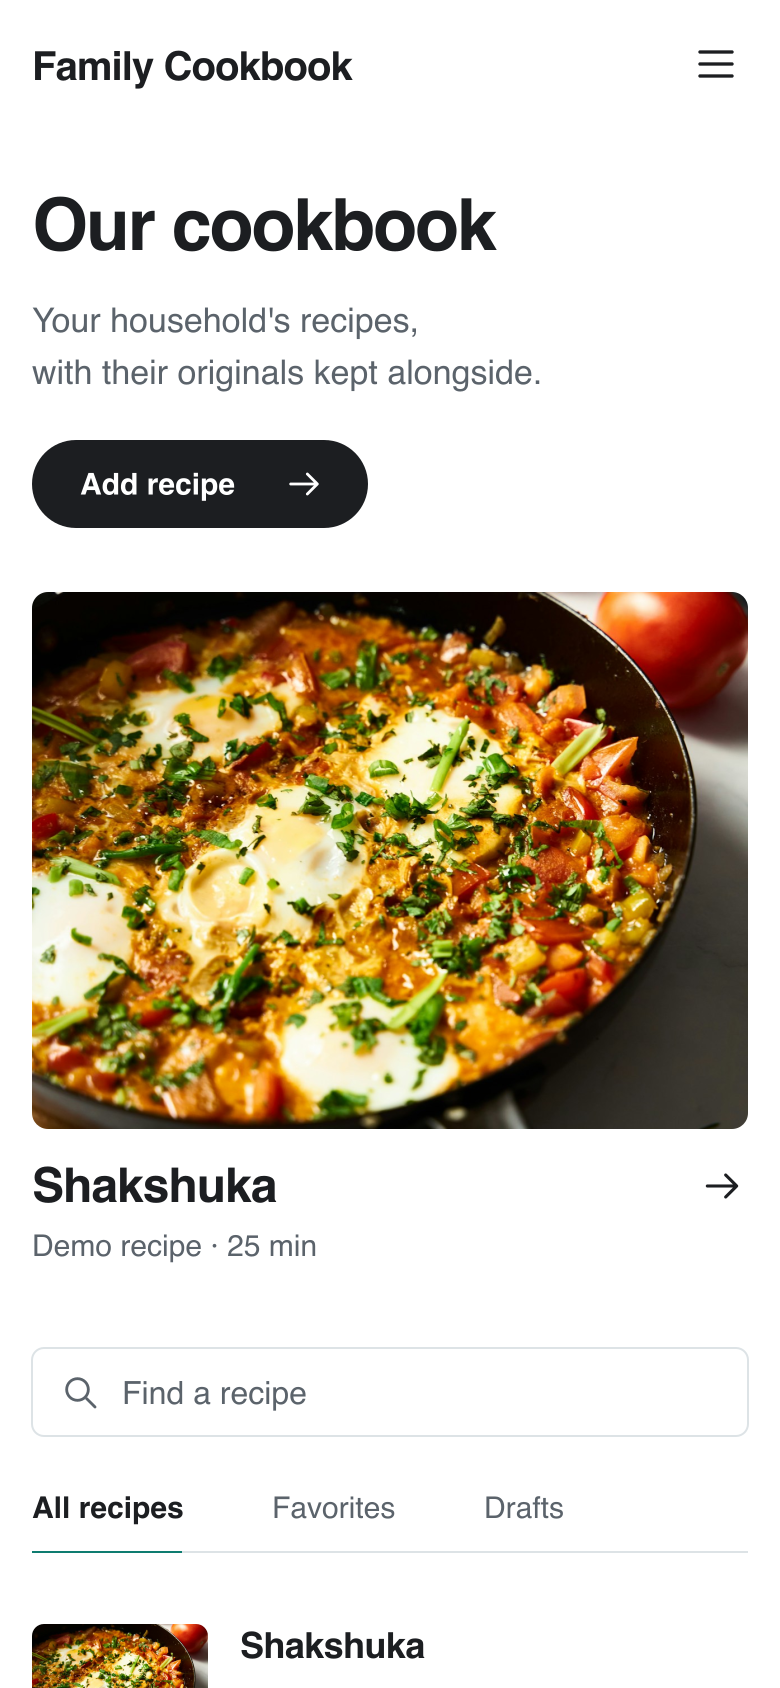 Family Cookbook
Our cookbook
Your household's recipes,
with their originals kept alongside.
Add recipe
Shakshuka
Demo recipe · 25 min
Find a recipe
All recipes Favorites Drafts
Shakshuka